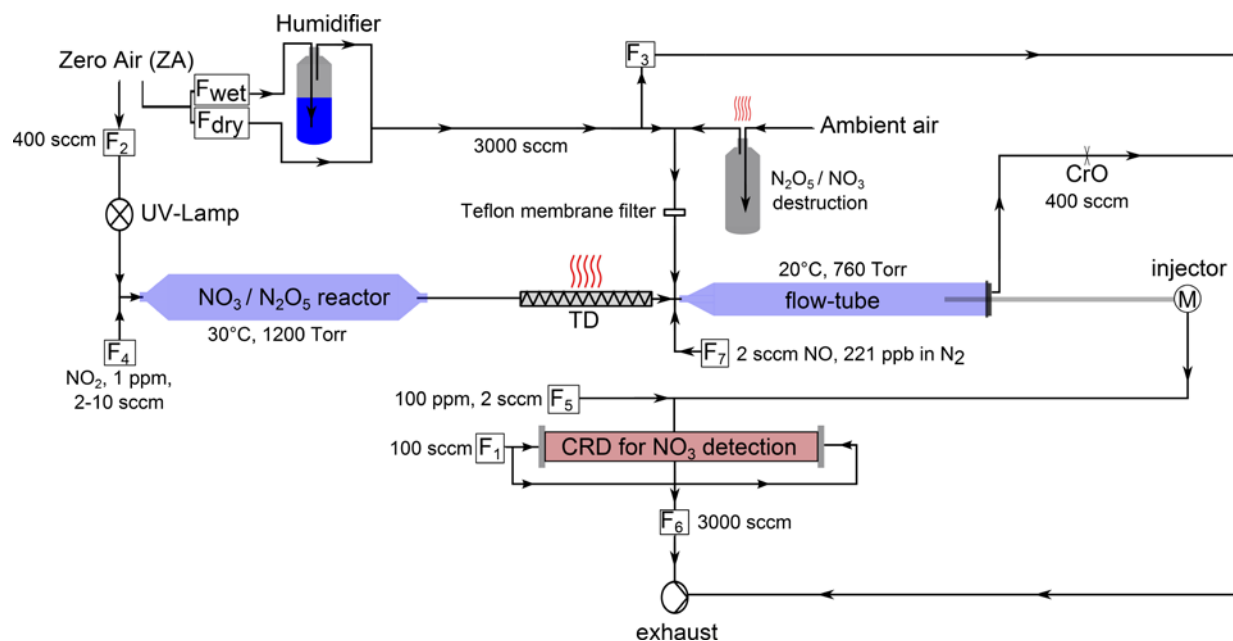 Humidifier
Zero Air (ZA)
F3
Fwet
Fdry
400 sccm
F2
3000 sccm
Ambient air
N2O5 / NO3
destruction
CrO
400 sccm
UV-Lamp
Teflon membrane filter
20°C, 760 Torr
injector
NO3 / N2O5 reactor
TD
flow-tube
M
30°C, 1200 Torr
F4
F7
2 sccm NO, 221 ppb in N2
NO2, 1 ppm,
2-10 sccm
100 ppm, 2 sccm
F5
100 sccm
F1
CRD for NO3 detection
F6
3000 sccm
exhaust